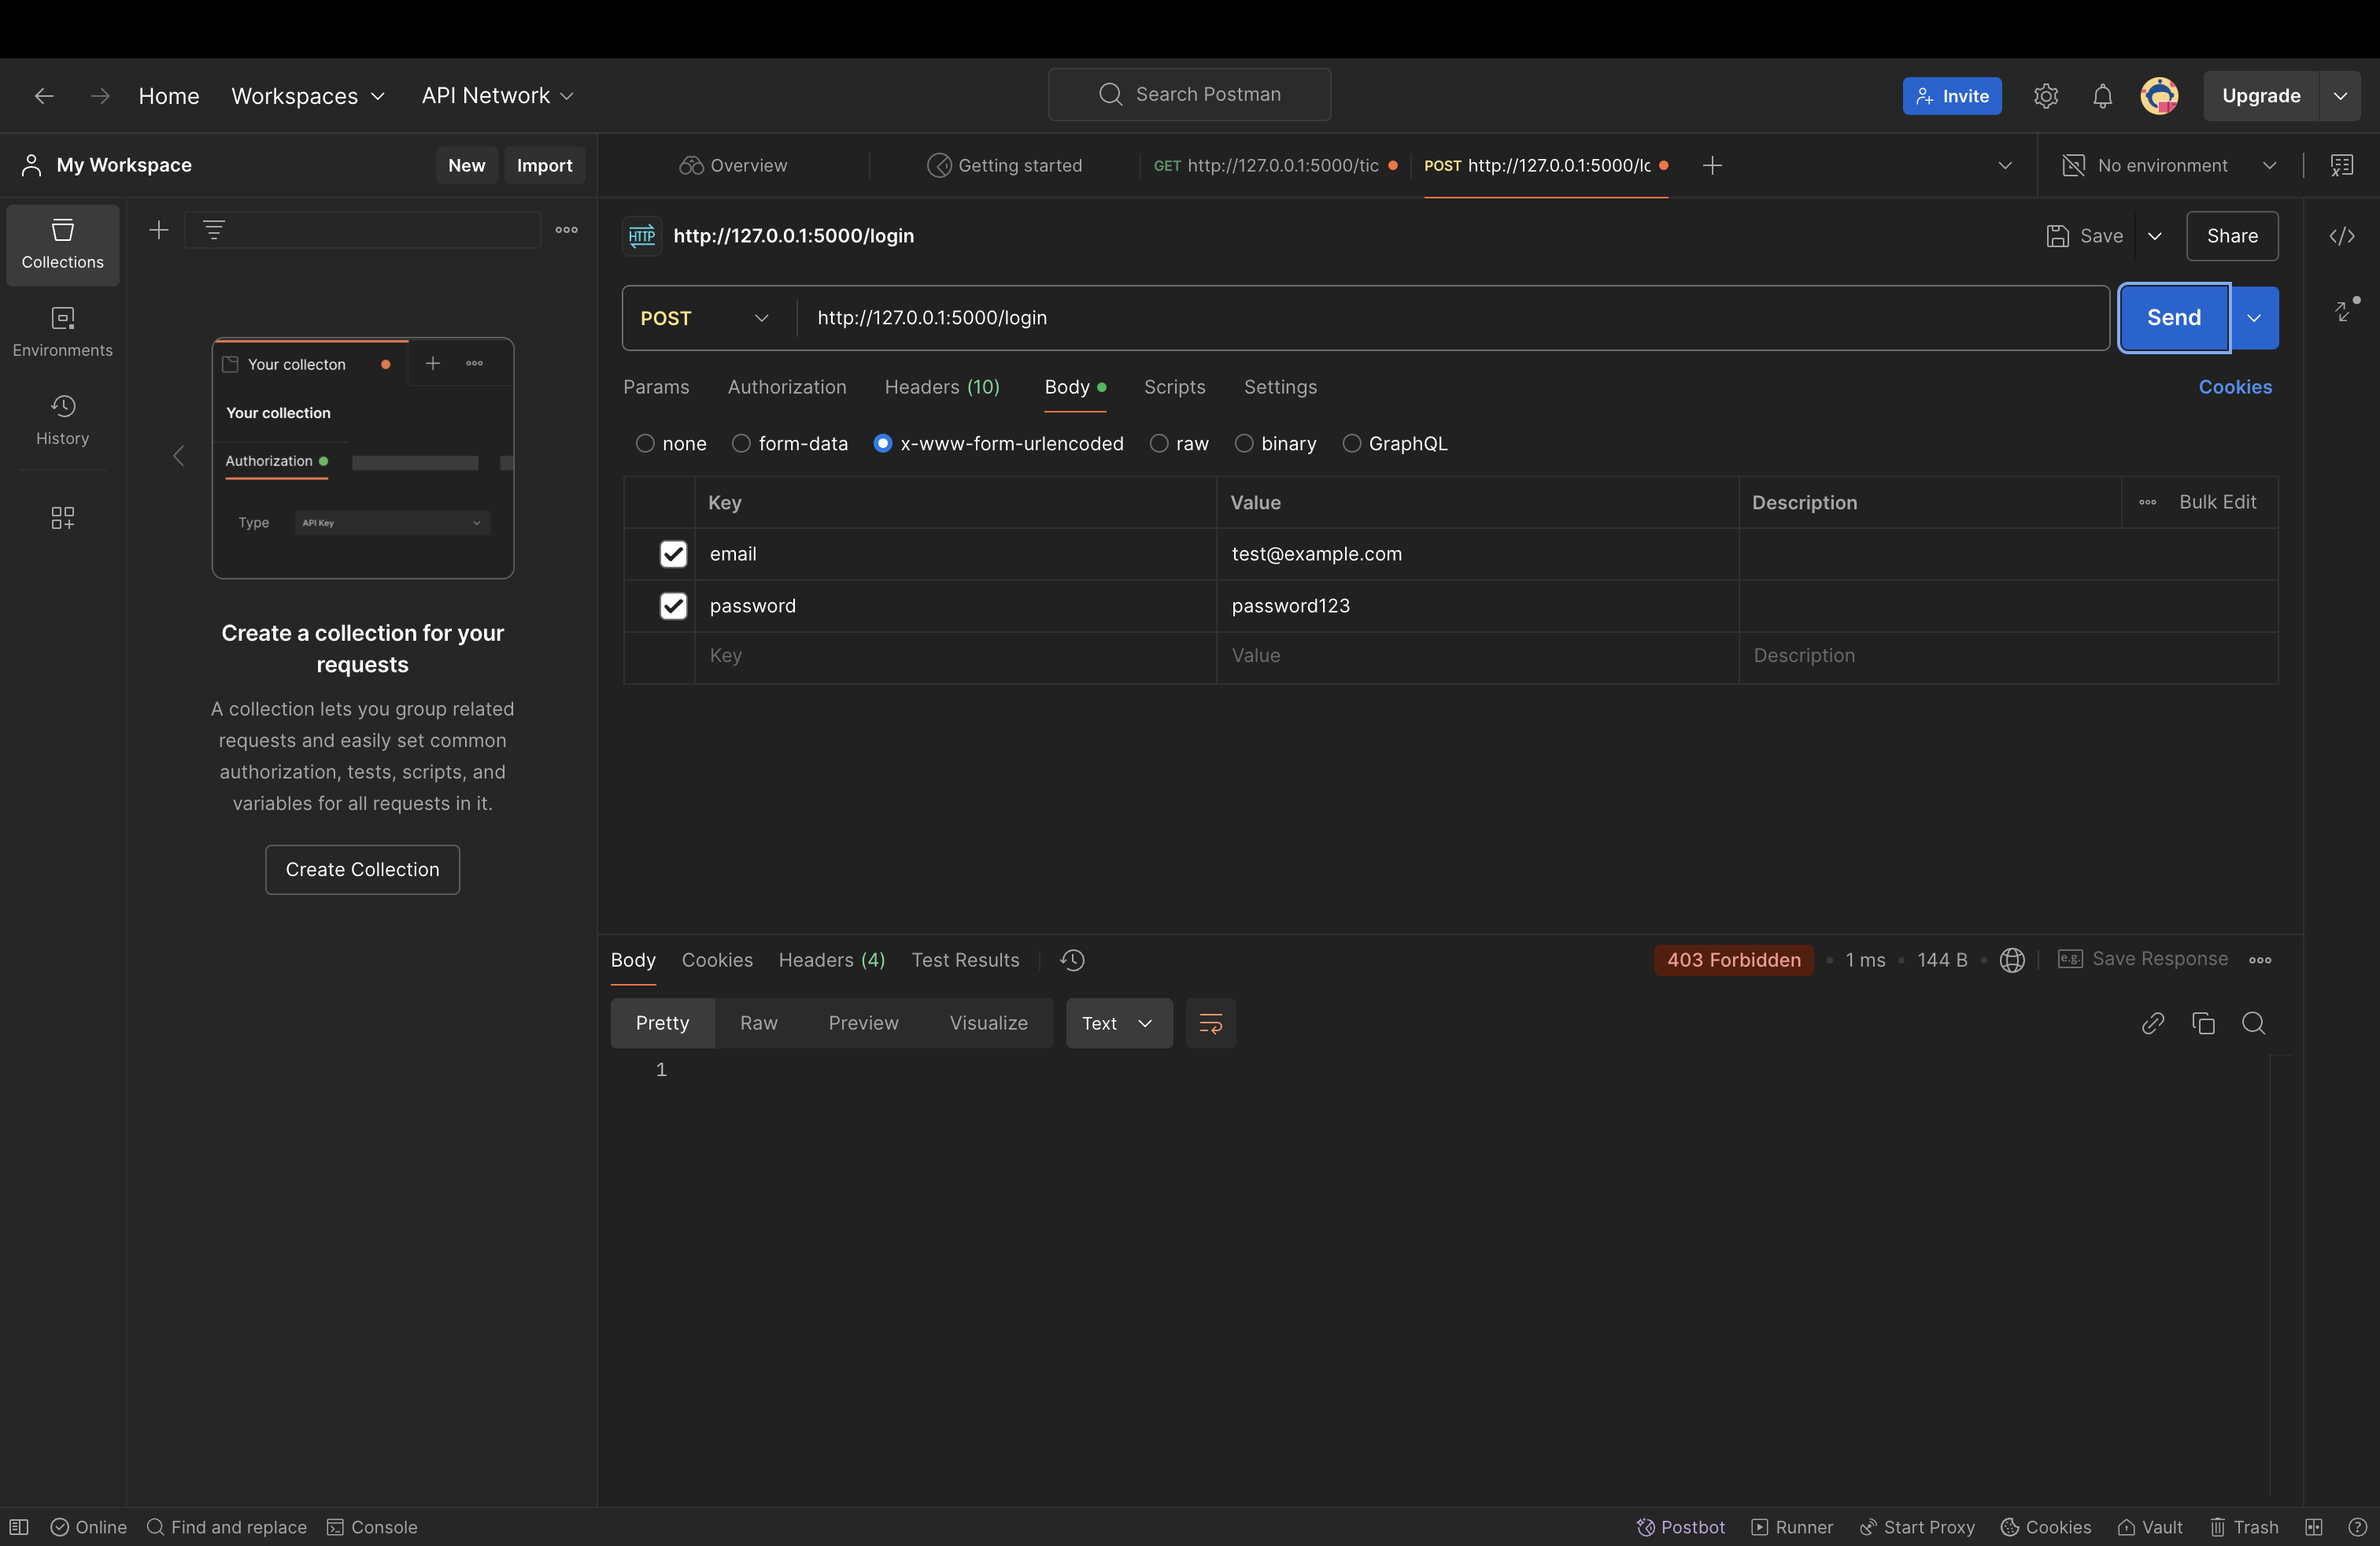 Home Workspaces API Network Search Postman Invite Upgrade
My Workspace New Import Overview Getting started GET http://127.0.0.1:5000/tic POST http://127.0.0.1:5000/lc No environment
Collections
Environments
History
Your collecton
Your collection
Authorization
Type API Key
Create a collection for your
requests
A collection lets you group related
requests and easily set common
authorization, tests, scripts, and
variables for all requests in it.
Create Collection
HTTP http://127.0.0.1:5000/login Save Share
POST http://127.0.0.1:5000/login Send
Params Authorization Headers (10) Body Scripts Settings Cookies
none form-data x-www-form-urlencoded raw binary GraphQL
Key Value Description Bulk Edit
email test@example.com
password password123
Key Value Description
Body Cookies Headers (4) Test Results 403 Forbidden 1 ms 144 B e.g. Save Response
Pretty Raw Preview Visualize Text
1
Online Find and replace Console Postbot Runner Start Proxy Cookies Vault Trash